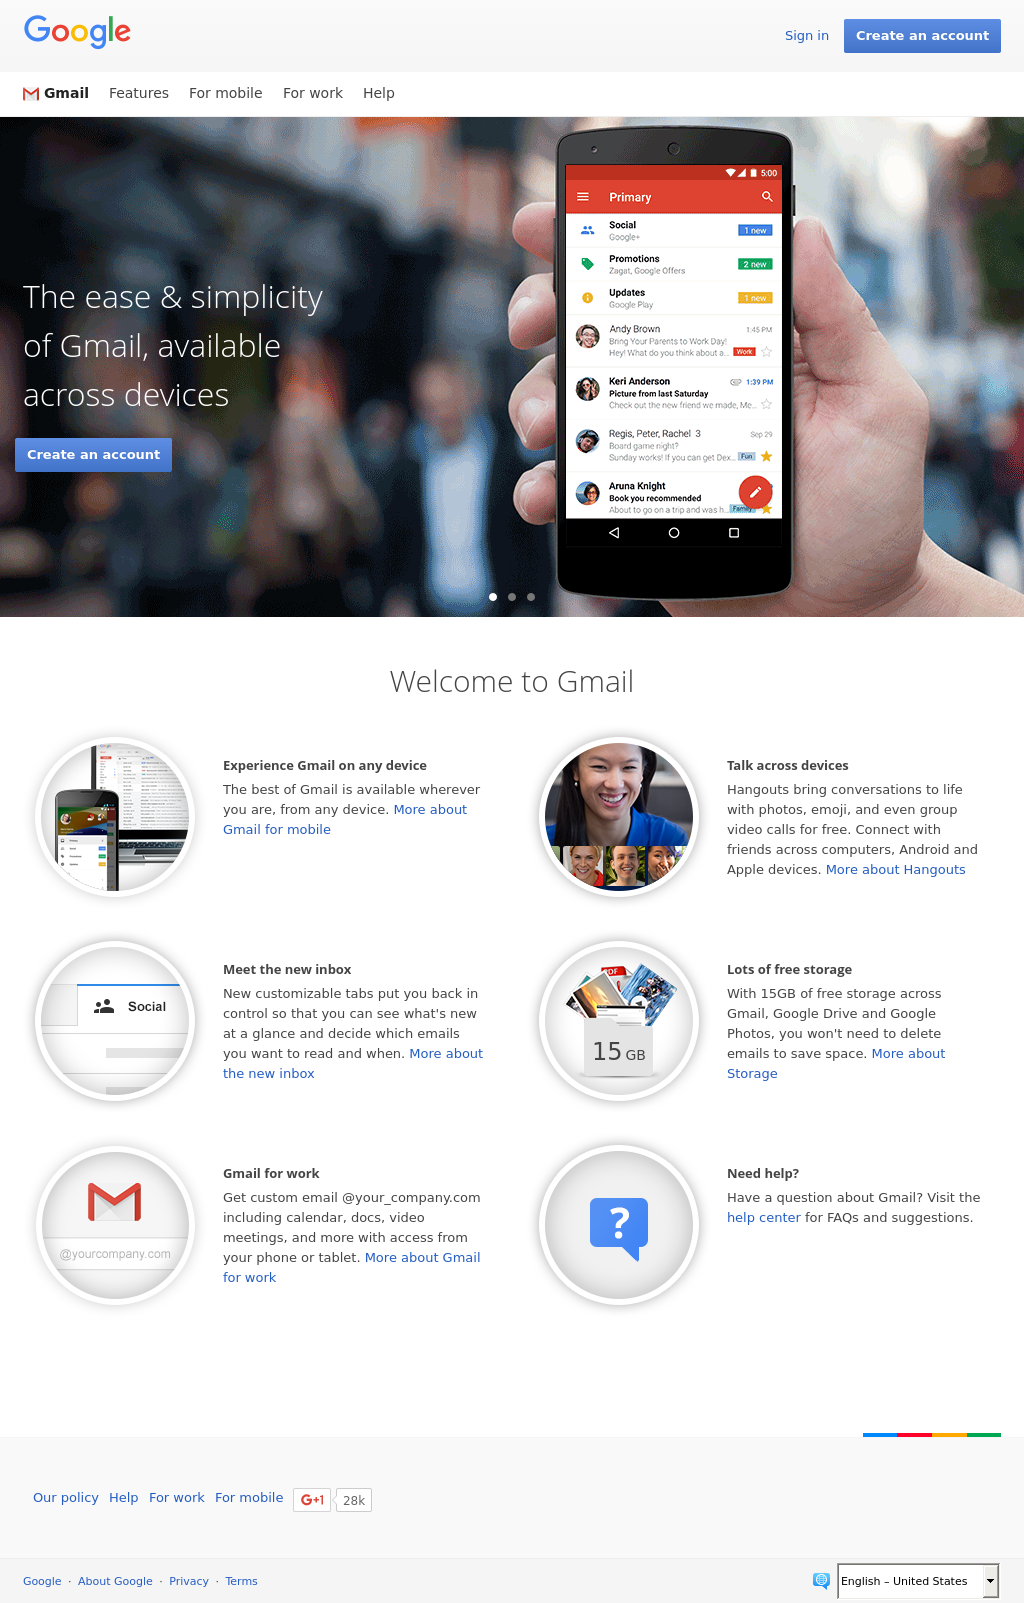 Google
Sign in
Create an account
Gmail
Features
For mobile
For work
Help
5:00
Primary
Social
Google+
1 new
Promotions
Zagat, Google Offers
2 new
Updates
Google Play
1 new
Andy Brown
1:45 PM
Bring Your Parents to Work Day!
Hey! What do you think about a...
Work
Keri Anderson
1:39 PM
Picture from last Saturday
Check out the new friend we made, Me...
Regis, Peter, Rachel 3
Sep 29
Board game night?
Sunday works! If you can get Dex...
Fun
Aruna Knight
Book you recommended
About to go on a trip and was h...
Family
The ease & simplicity
of Gmail, available
across devices
Create an account
Welcome to Gmail
Experience Gmail on any device
The best of Gmail is available wherever
you are, from any device. More about
Gmail for mobile
Talk across devices
Hangouts bring conversations to life
with photos, emoji, and even group
video calls for free. Connect with
friends across computers, Android and
Apple devices. More about Hangouts
Social
Meet the new inbox
New customizable tabs put you back in
control so that you can see what's new
at a glance and decide which emails
you want to read and when. More about
the new inbox
PDF
15 GB
Lots of free storage
With 15GB of free storage across
Gmail, Google Drive and Google
Photos, you won't need to delete
emails to save space. More about
Storage
@yourcompany.com
Gmail for work
Get custom email @your_company.com
including calendar, docs, video
meetings, and more with access from
your phone or tablet. More about Gmail
for work
?
Need help?
Have a question about Gmail? Visit the
help center for FAQs and suggestions.
Our policy
Help
For work
For mobile
G+1
28k
Google · About Google · Privacy · Terms
English – United States